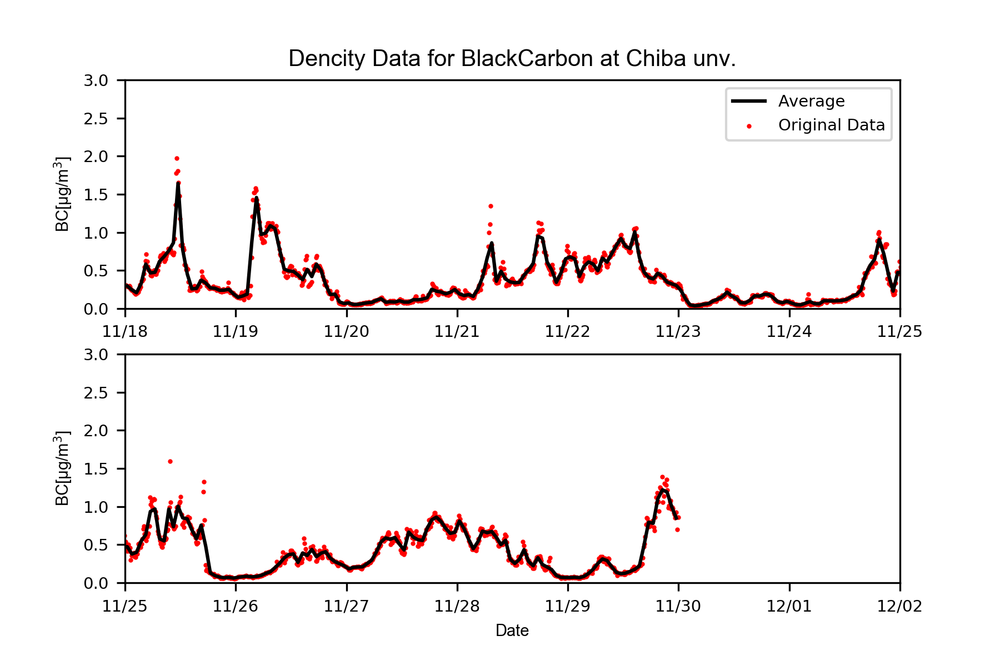 Dencity Data for BlackCarbon at Chiba unv.
3.0
2.5
2.0
1.5
1.0
0.5
0.0
BC[μg/m³]
Average
Original Data
11/18 11/19 11/20 11/21 11/22 11/23 11/24 11/25
3.0
2.5
2.0
1.5
1.0
0.5
0.0
BC[μg/m³]
11/25 11/26 11/27 11/28 11/29 11/30 12/01 12/02
Date